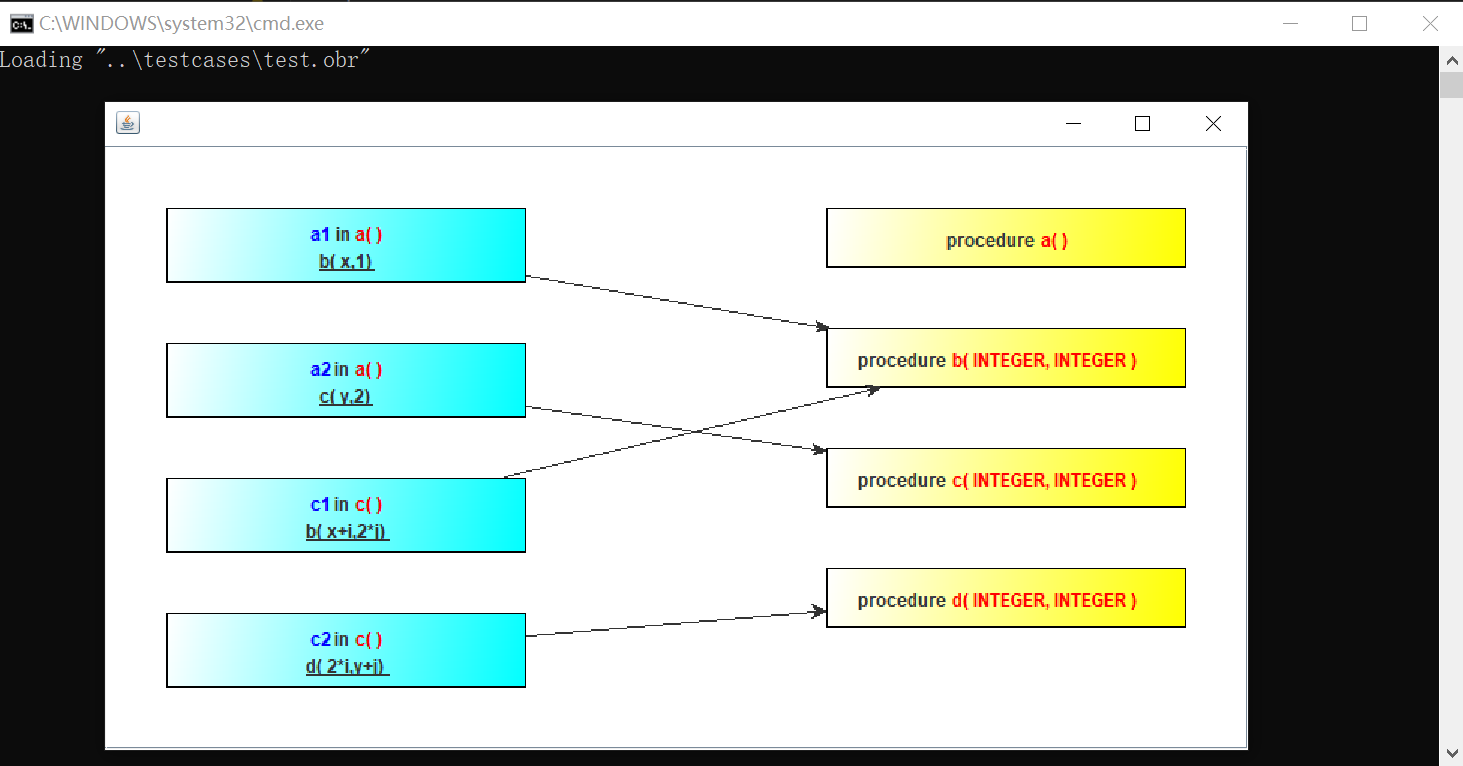 C:\WINDOWS\system32\cmd.exe
Loading "..\testcases\test.obr"
a1 in a( )
b( x,1)
procedure a( )
a2 in a( )
c( y,2)
procedure b( INTEGER, INTEGER )
c1 in c( )
b( x+i,2*j)
procedure c( INTEGER, INTEGER )
c2 in c( )
d( 2*i,y+j)
procedure d( INTEGER, INTEGER )